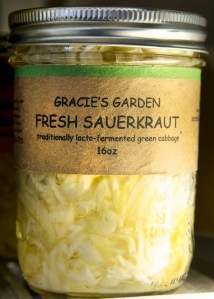 GRACIE'S GARDEN
FRESH SAUERKRAUT
traditionally lacto-fermented green cabbage
16oz